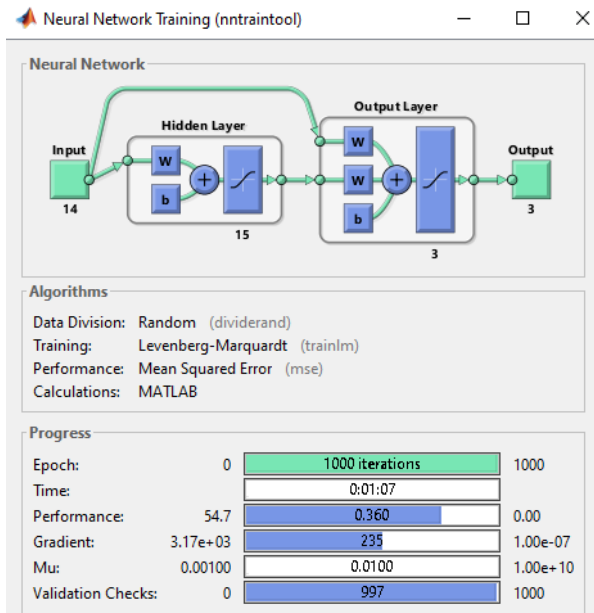 Neural Network Training (nntraintool)
Neural Network
Hidden Layer
Output Layer
Input
Output
W
b
+
W
W
b
+
14
15
3
3
Algorithms
Data Division: Random (dividerand)
Training: Levenberg-Marquardt (trainlm)
Performance: Mean Squared Error (mse)
Calculations: MATLAB
Progress
Epoch: 0 1000 iterations 1000
Time: 0:01:07
Performance: 54.7 0.360 0.00
Gradient: 3.17e+03 235 1.00e-07
Mu: 0.00100 0.0100 1.00e+10
Validation Checks: 0 997 1000